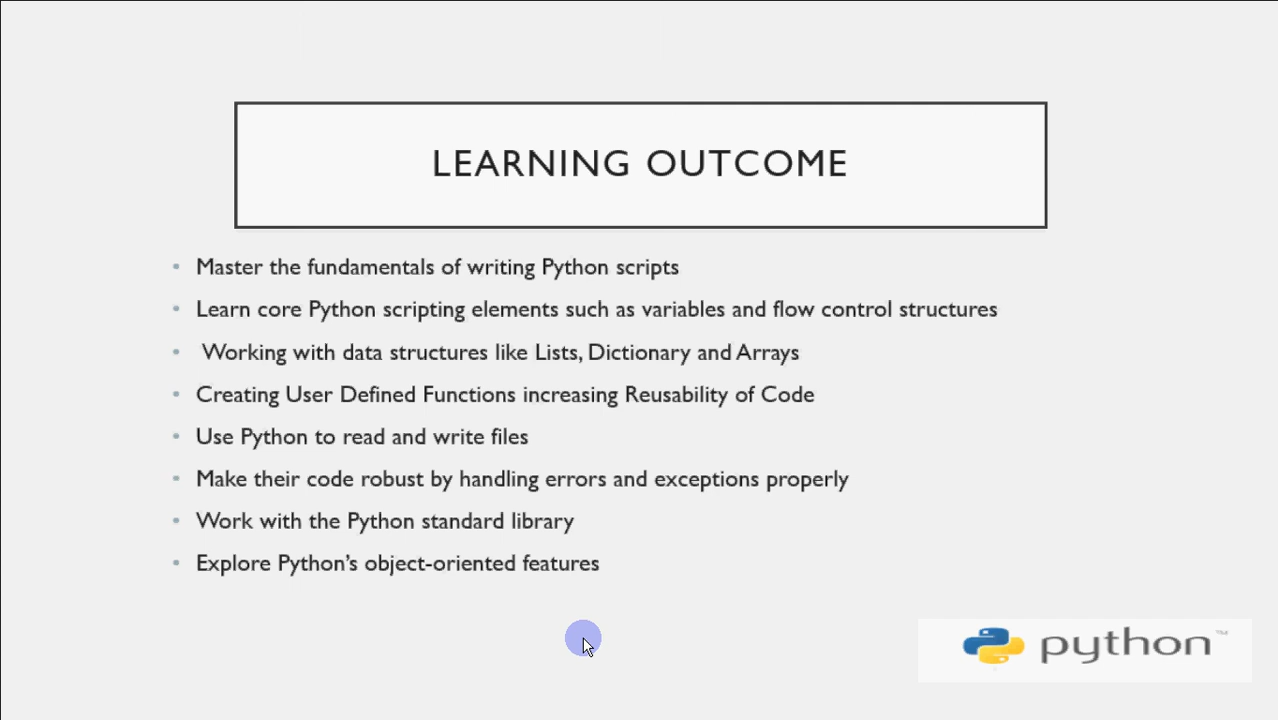 LEARNING OUTCOME
• Master the fundamentals of writing Python scripts
• Learn core Python scripting elements such as variables and flow control structures
• Working with data structures like Lists, Dictionary and Arrays
• Creating User Defined Functions increasing Reusability of Code
• Use Python to read and write files
• Make their code robust by handling errors and exceptions properly
• Work with the Python standard library
• Explore Python’s object-oriented features
python™